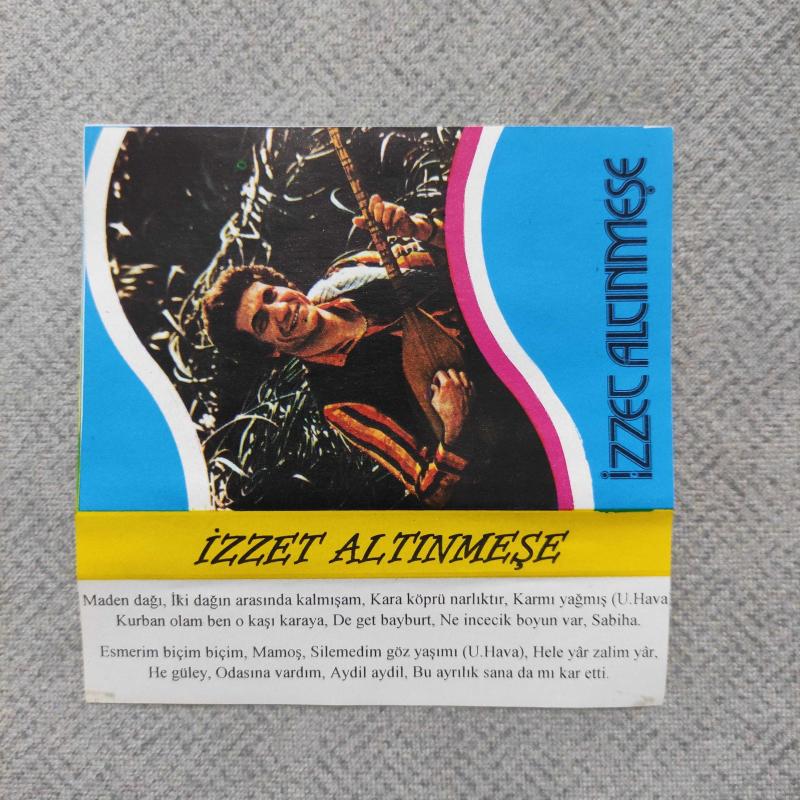 İZZET ALTINMEŞE
İZZET ALTINMEŞE
Maden dağı, İki dağın arasında kalmışam, Kara köprü narlıktır, Karmı yağmış (U.Hava
Kurban olam ben o kaşı karaya, De get bayburt, Ne incecik boyun var, Sabiha.
Esmerim biçim biçim, Mamoş, Silemedim göz yaşımı (U.Hava), Hele yâr zalim yâr,
He güley, Odasına vardım, Aydil aydil, Bu ayrılık sana da mı kar etti.